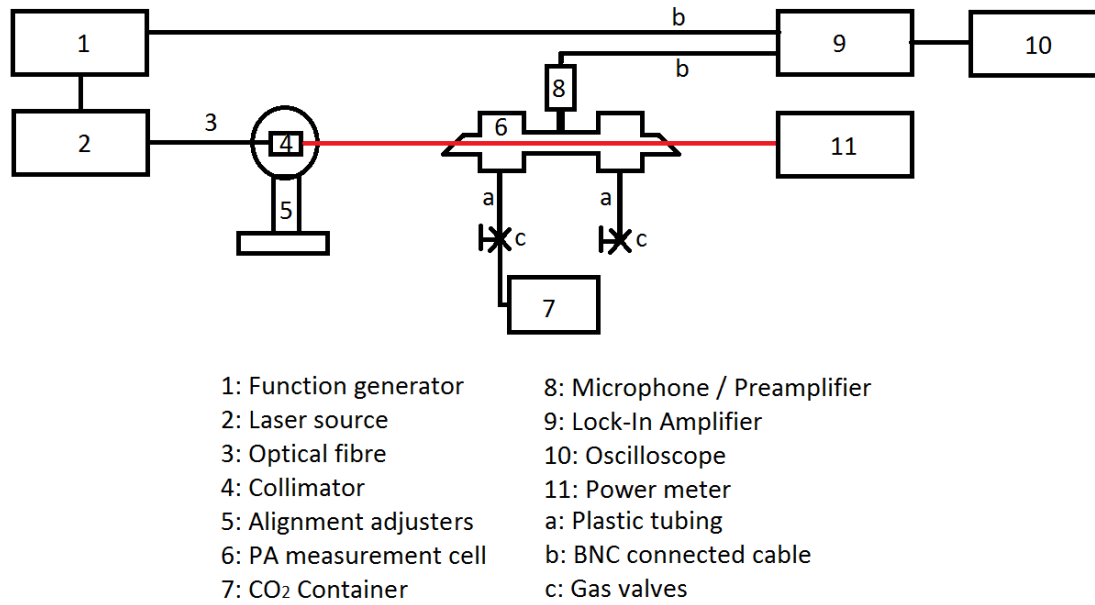 b
1
9
10
b
8
3
6
2
4
11
a
a
5
c
c
7
1: Function generator
2: Laser source
3: Optical fibre
4: Collimator
5: Alignment adjusters
6: PA measurement cell
7: CO₂ Container
8: Microphone / Preamplifier
9: Lock-In Amplifier
10: Oscilloscope
11: Power meter
a: Plastic tubing
b: BNC connected cable
c: Gas valves